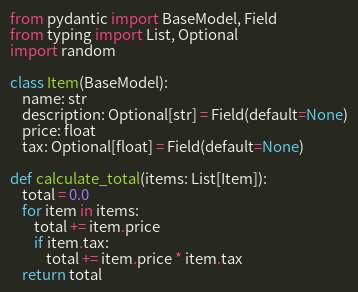 from pydantic import BaseModel, Field
from typing import List, Optional
import random

class Item(BaseModel):
    name: str
    description: Optional[str] = Field(default=None)
    price: float
    tax: Optional[float] = Field(default=None)

def calculate_total(items: List[Item]):
    total = 0.0
    for item in items:
        total += item.price
        if item.tax:
            total += item.price * item.tax
    return total